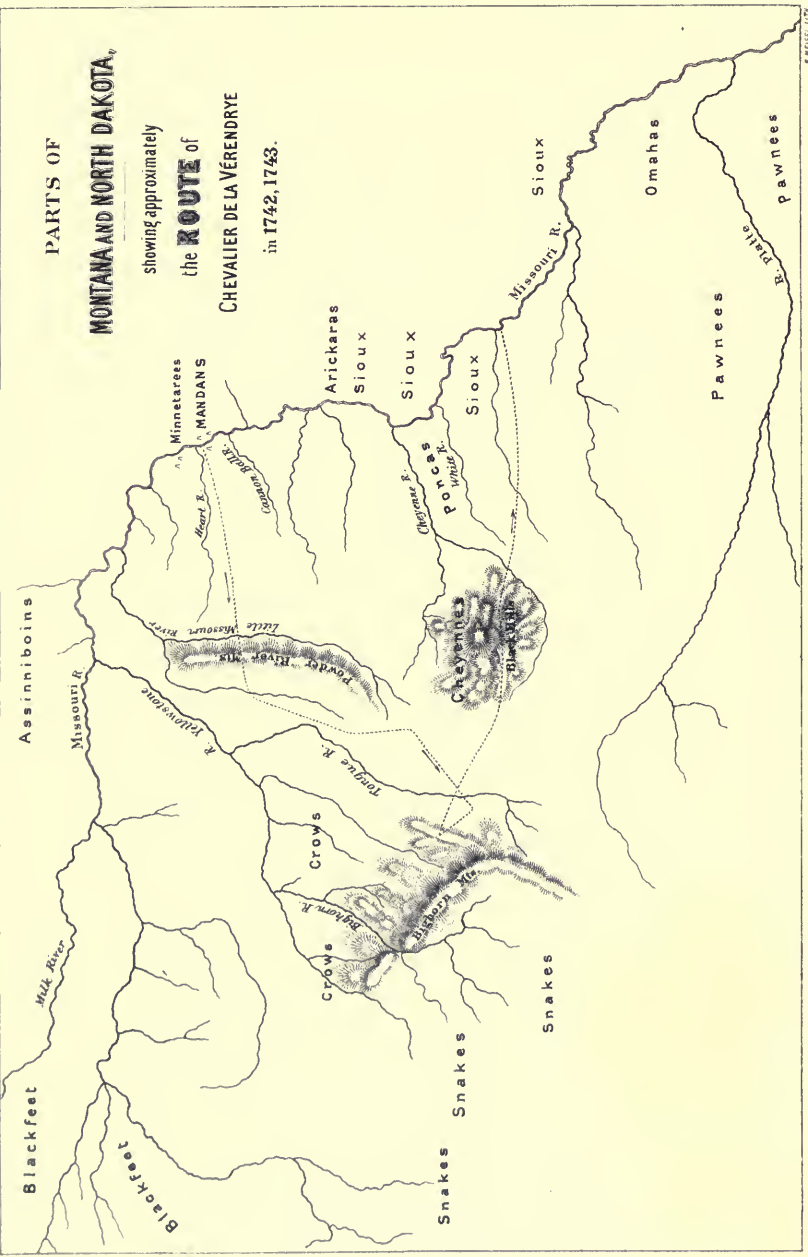 PARTS OF
MONTANA AND NORTH DAKOTA,
showing approximately
the ROUTE of
CHEVALIER DE LA VÉRENDRYE
in 1742, 1743.
Blackfeet
Blackfeet
Milk River
Assinniboins
Missouri R.
R. Yellowstone
Crows
Crows
Bighorn R.
Bighorn Mts
Tongue R.
Snakes
Snakes
Snakes
Powder River Mts
Little Missouri River
Minnetarees
MANDANS
Heart R.
Cannon Ball R.
Arickaras
Sioux
Sioux
Sioux
Cheyenne R.
Poncas
White R.
Cheyennes
Black Hills
Missouri R.
Sioux
Omahas
R. Platte
Pawnees
Pawnees